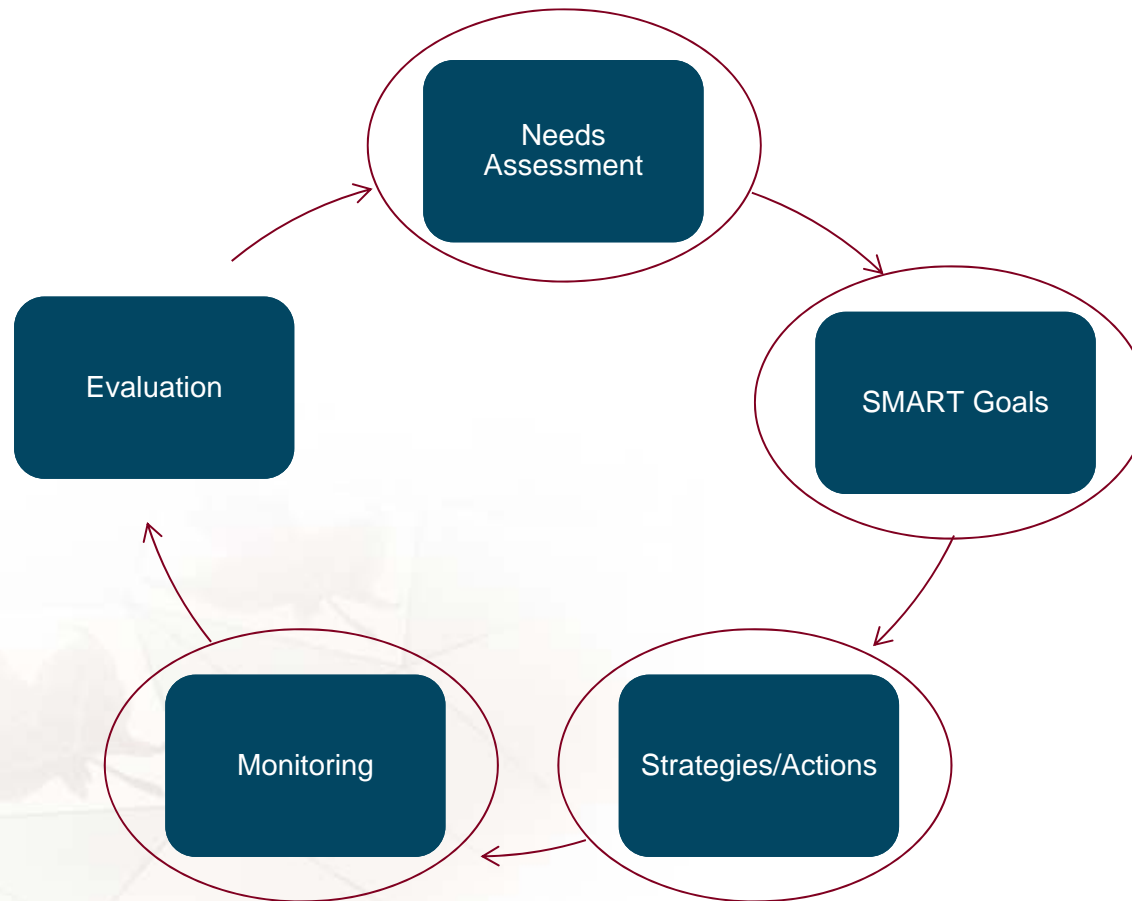 Needs
Assessment
SMART Goals
Strategies/Actions
Monitoring
Evaluation